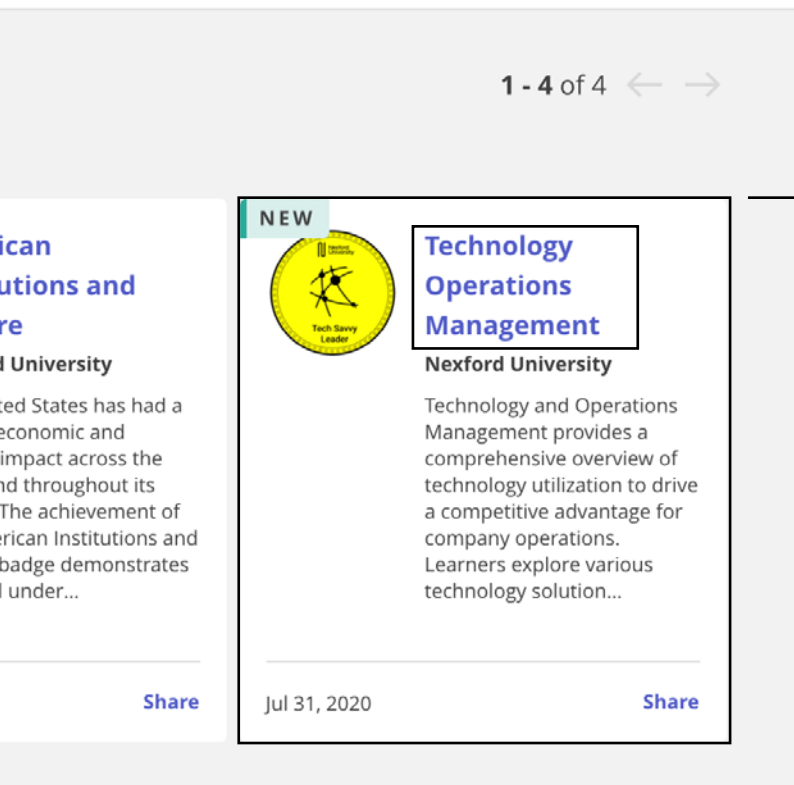 1 - 4 of 4
ican
utions and
re
d University
ted States has had a
economic and
impact across the
nd throughout its
The achievement of
erican Institutions and
badge demonstrates
l under...
Share
NEW
Nexford
University
Tech Savvy
Leader
Technology
Operations
Management
Nexford University
Technology and Operations
Management provides a
comprehensive overview of
technology utilization to drive
a competitive advantage for
company operations.
Learners explore various
technology solution...
Jul 31, 2020
Share